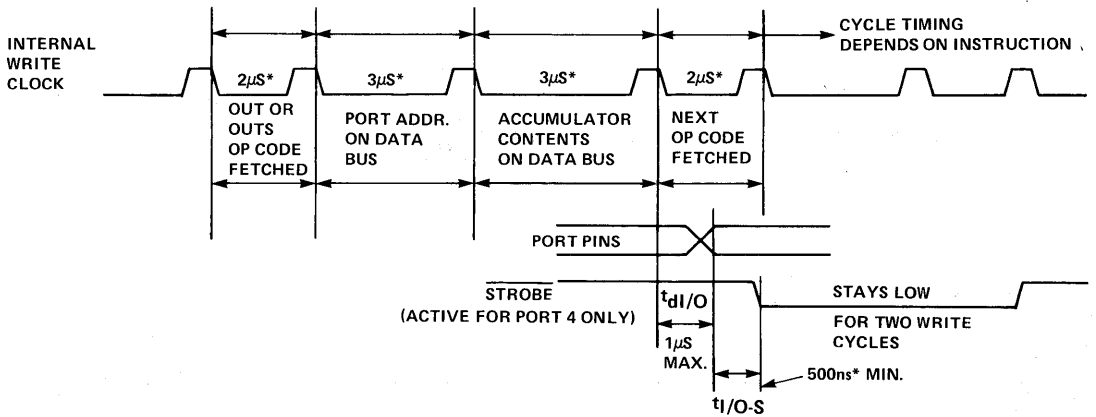 INTERNAL
WRITE
CLOCK
CYCLE TIMING
DEPENDS ON INSTRUCTION
2μS*
3μS*
3μS*
2μS*
OUT OR
OUTS
OP CODE
FETCHED
PORT ADDR.
ON DATA
BUS
ACCUMULATOR
CONTENTS
ON DATA BUS
NEXT
OP CODE
FETCHED
PORT PINS
STROBE
(ACTIVE FOR PORT 4 ONLY)
tdI/O
1μS
MAX.
STAYS LOW
FOR TWO WRITE
CYCLES
500ns* MIN.
tI/O-S